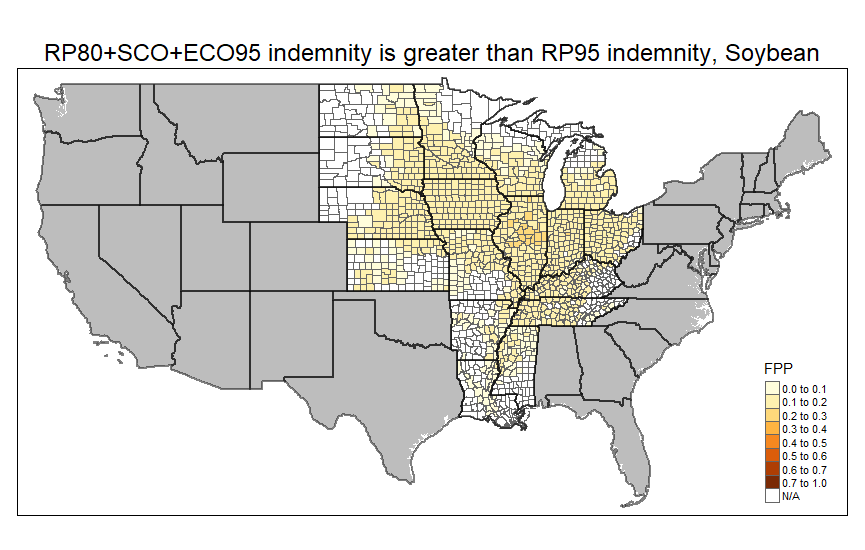 RP80+SCO+ECO95 indemnity is greater than RP95 indemnity, Soybean
FPP
0.0 to 0.1
0.1 to 0.2
0.2 to 0.3
0.3 to 0.4
0.4 to 0.5
0.5 to 0.6
0.6 to 0.7
0.7 to 1.0
N/A